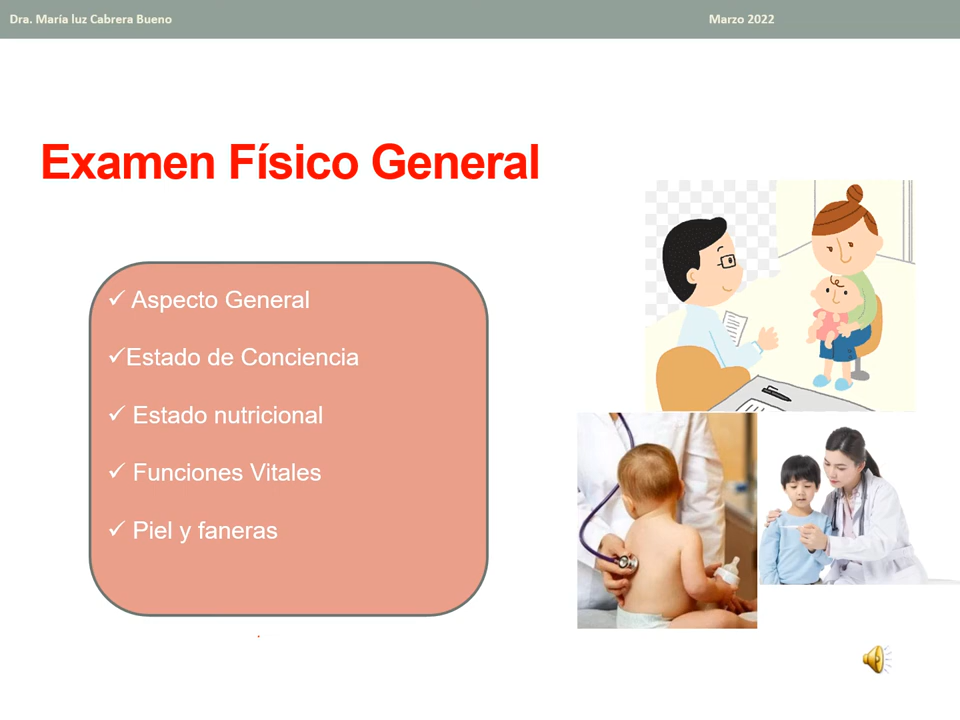 Dra. María luz Cabrera Bueno
Marzo 2022
Examen Físico General
✓ Aspecto General
✓Estado de Conciencia
✓ Estado nutricional
✓ Funciones Vitales
✓ Piel y faneras
.